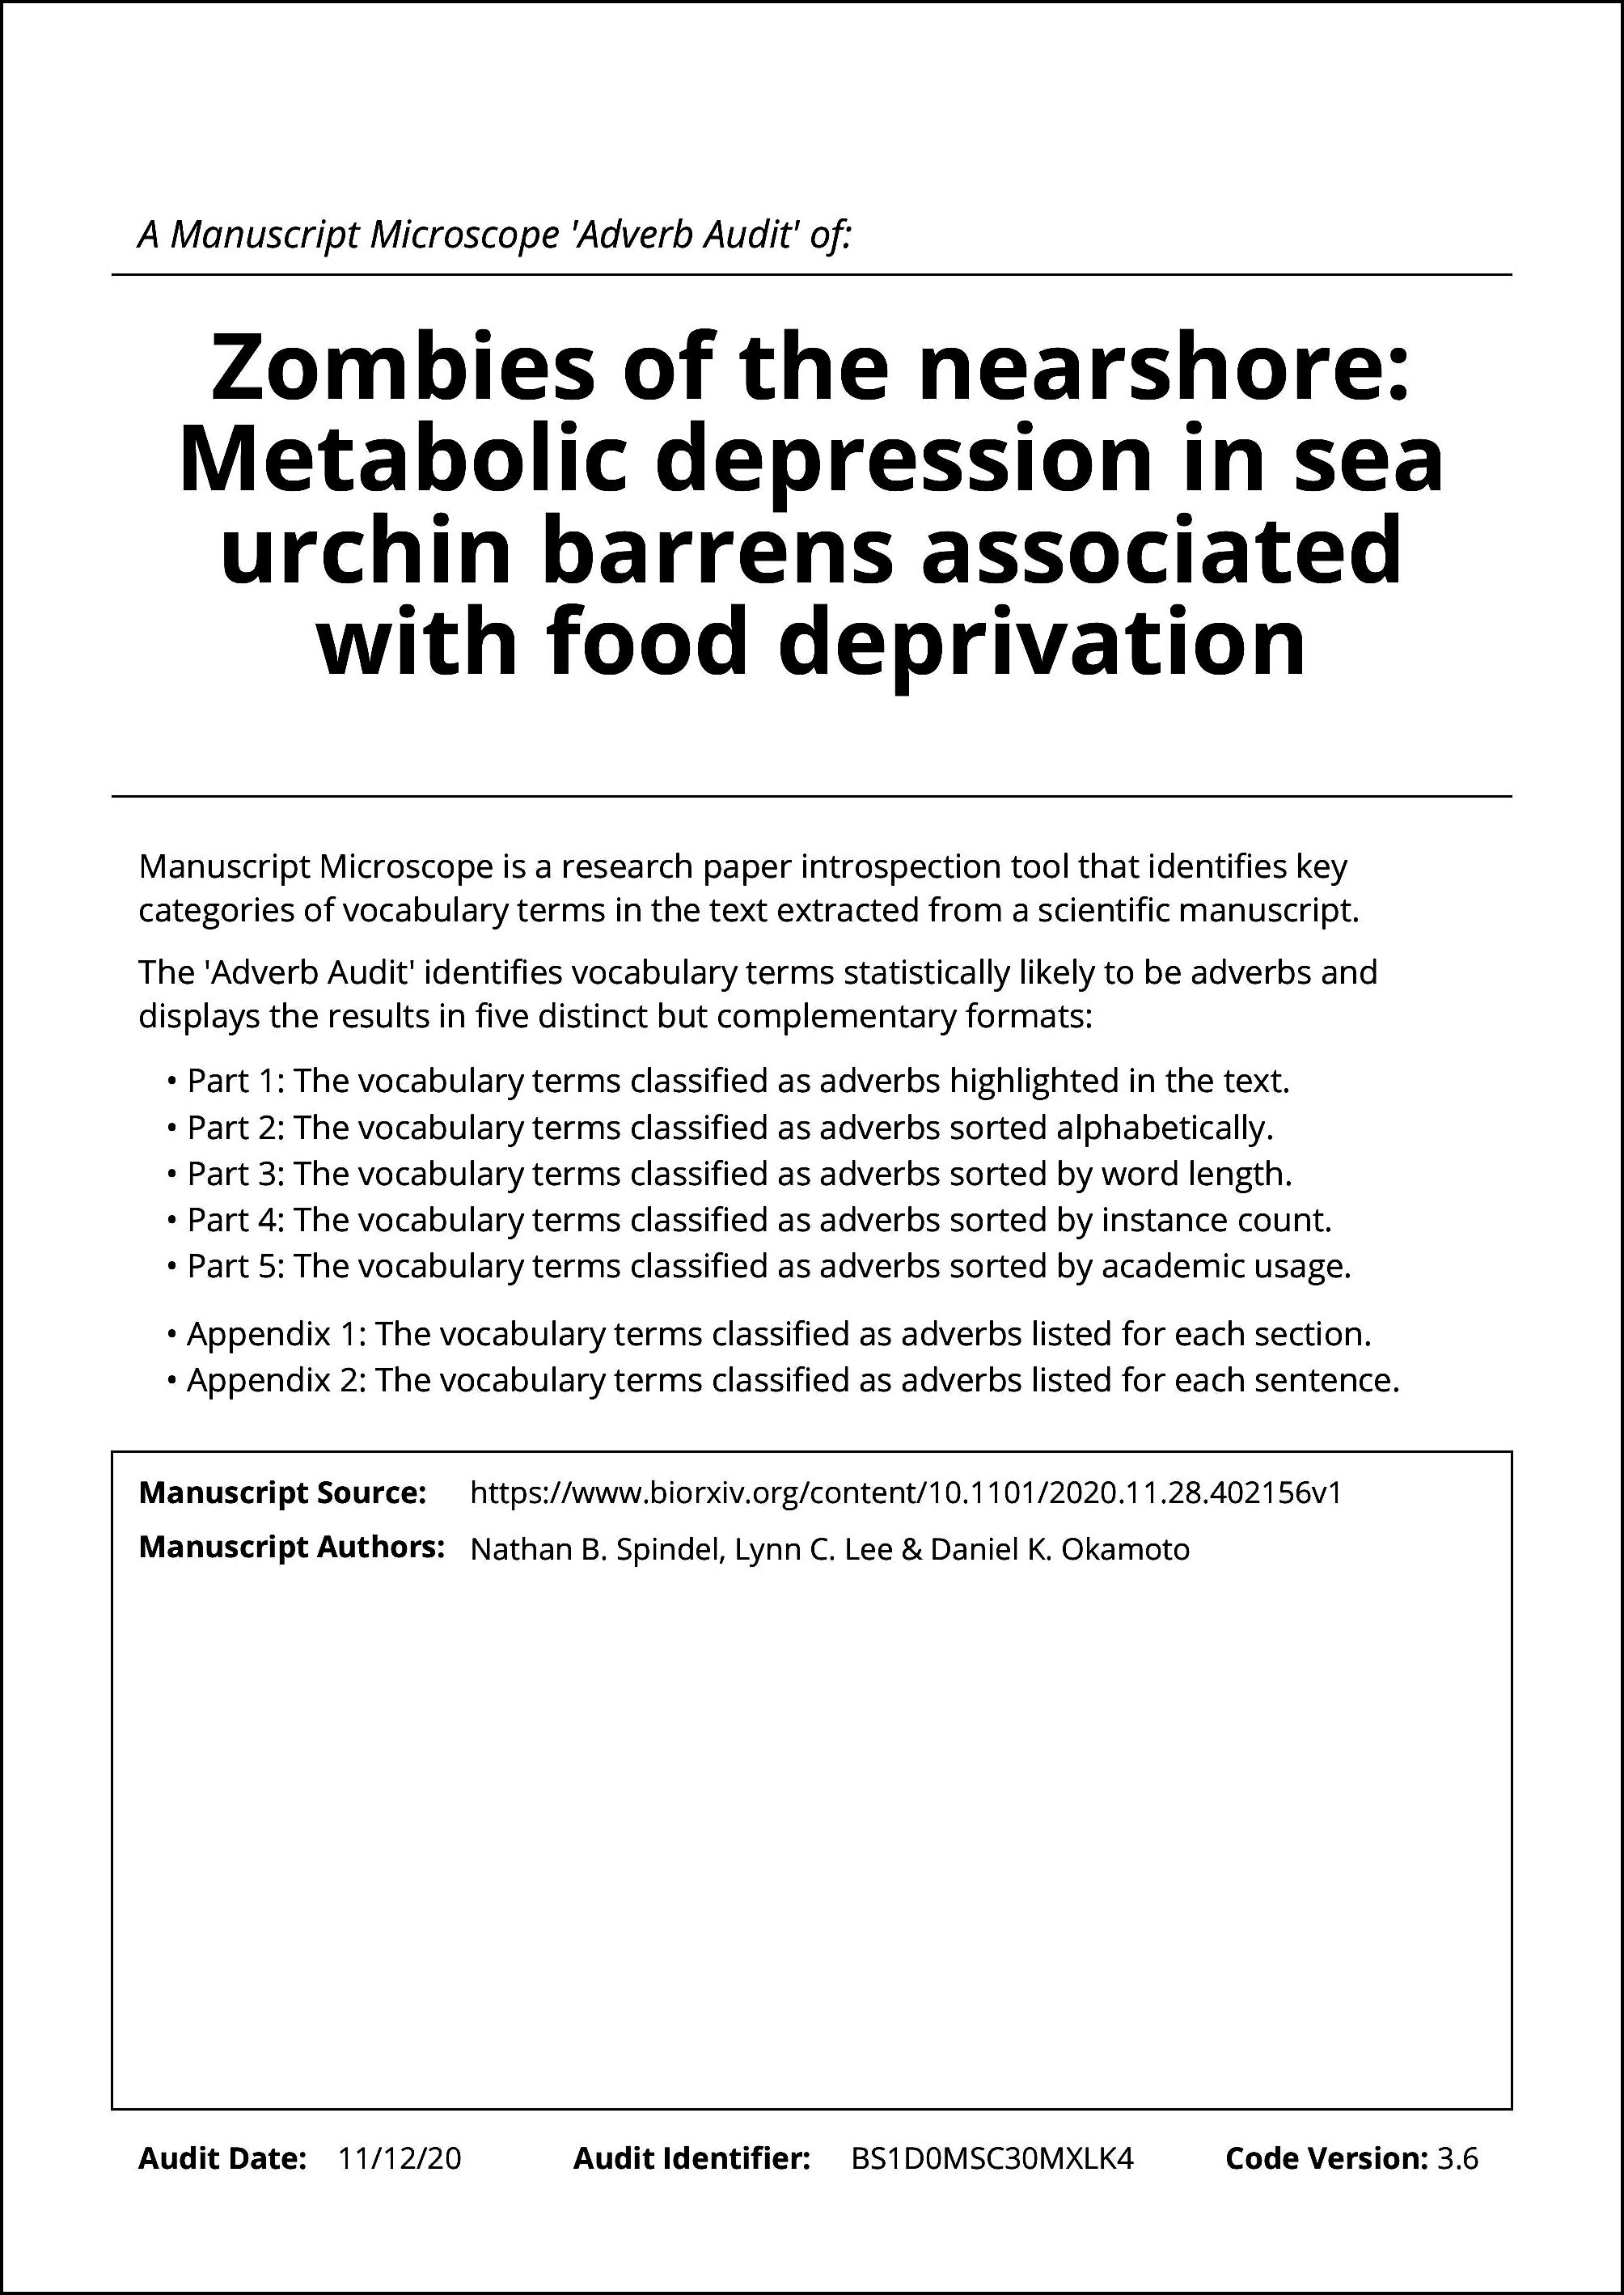 A Manuscript Microscope 'Adverb Audit' of:
Zombies of the nearshore:
Metabolic depression in sea
urchin barrens associated
with food deprivation
Manuscript Microscope is a research paper introspection tool that identifies key
categories of vocabulary terms in the text extracted from a scientific manuscript.
The 'Adverb Audit' identifies vocabulary terms statistically likely to be adverbs and
displays the results in five distinct but complementary formats:
• Part 1: The vocabulary terms classified as adverbs highlighted in the text.
• Part 2: The vocabulary terms classified as adverbs sorted alphabetically.
• Part 3: The vocabulary terms classified as adverbs sorted by word length.
• Part 4: The vocabulary terms classified as adverbs sorted by instance count.
• Part 5: The vocabulary terms classified as adverbs sorted by academic usage.
• Appendix 1: The vocabulary terms classified as adverbs listed for each section.
• Appendix 2: The vocabulary terms classified as adverbs listed for each sentence.
Manuscript Source: https://www.biorxiv.org/content/10.1101/2020.11.28.402156v1
Manuscript Authors: Nathan B. Spindel, Lynn C. Lee & Daniel K. Okamoto
Audit Date: 11/12/20 Audit Identifier: BS1D0MSC30MXLK4 Code Version: 3.6